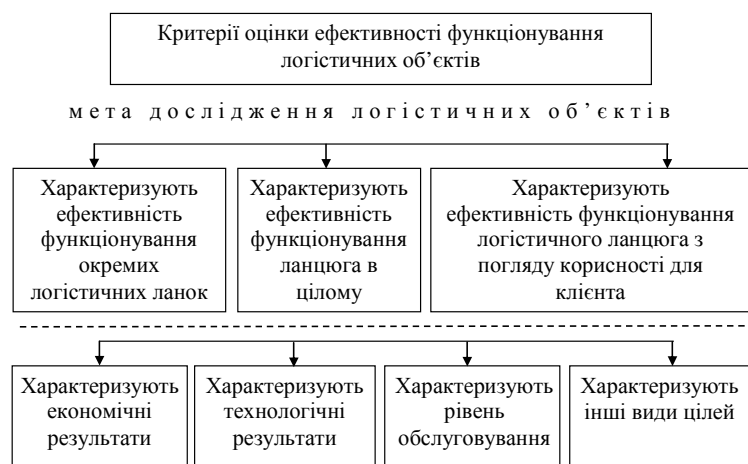 Критерії оцінки ефективності функціонування
логістичних об’єктів
мета дослідження логістичних об’єктів
Характеризують
ефективність
функціонування
окремих
логістичних ланок
Характеризують
ефективність
функціонування
ланцюга в
цілому
Характеризують
ефективність функціонування
логістичного ланцюга з
погляду корисності для
клієнта
Характеризують
економічні
результати
Характеризують
технологічні
результати
Характеризують
рівень
обслуговування
Характеризують
інші види цілей